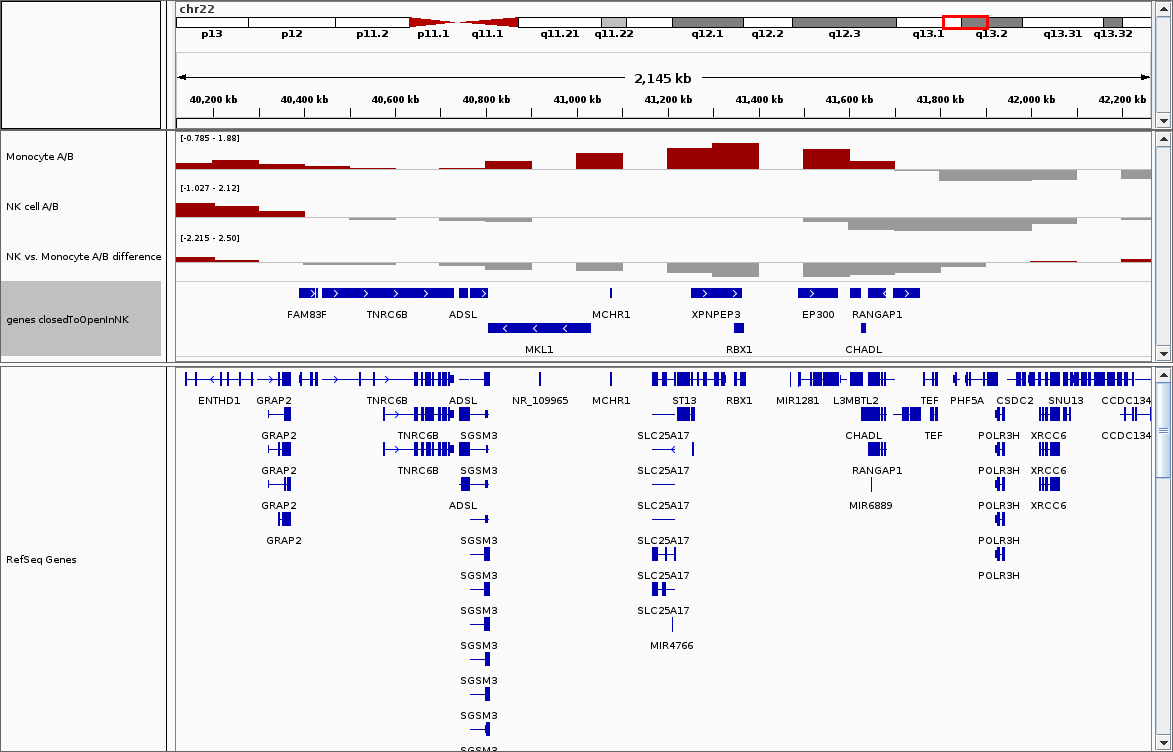 chr22
p13 p12 p11.2 p11.1 q11.1 q11.21 q11.22 q12.1 q12.2 q12.3 q13.1 q13.2 q13.31 q13.32
2,145 kb
40,200 kb 40,400 kb 40,600 kb 40,800 kb 41,000 kb 41,200 kb 41,400 kb 41,600 kb 41,800 kb 42,000 kb 42,200 kb
[-0.785 - 1.88]
Monocyte A/B
[-1.027 - 2.12]
NK cell A/B
[-2.215 - 2.50]
NK vs. Monocyte A/B difference
genes closedToOpenInNK
FAM83F TNRC6B ADSL MCHR1 XPNPEP3 EP300 RANGAP1
MKL1 RBX1 CHADL
ENTHD1 GRAP2 TNRC6B ADSL NR_109965 MCHR1 SLC25A17 ST13 RBX1 MIR1281 L3MBTL2 TEF PHF5A CSDC2 SNU13 CCDC134
GRAP2 TNRC6B SGSM3 SLC25A17 CHADL TEF POLR3H XRCC6 CCDC134
GRAP2 TNRC6B SGSM3 SLC25A17 RANGAP1 POLR3H XRCC6
GRAP2 ADSL SLC25A17 MIR6889 POLR3H XRCC6
GRAP2 SGSM3 SLC25A17 POLR3H
RefSeq Genes
SGSM3 SLC25A17 POLR3H
SGSM3 SLC25A17
SGSM3 MIR4766
SGSM3
SGSM3
SGSM3